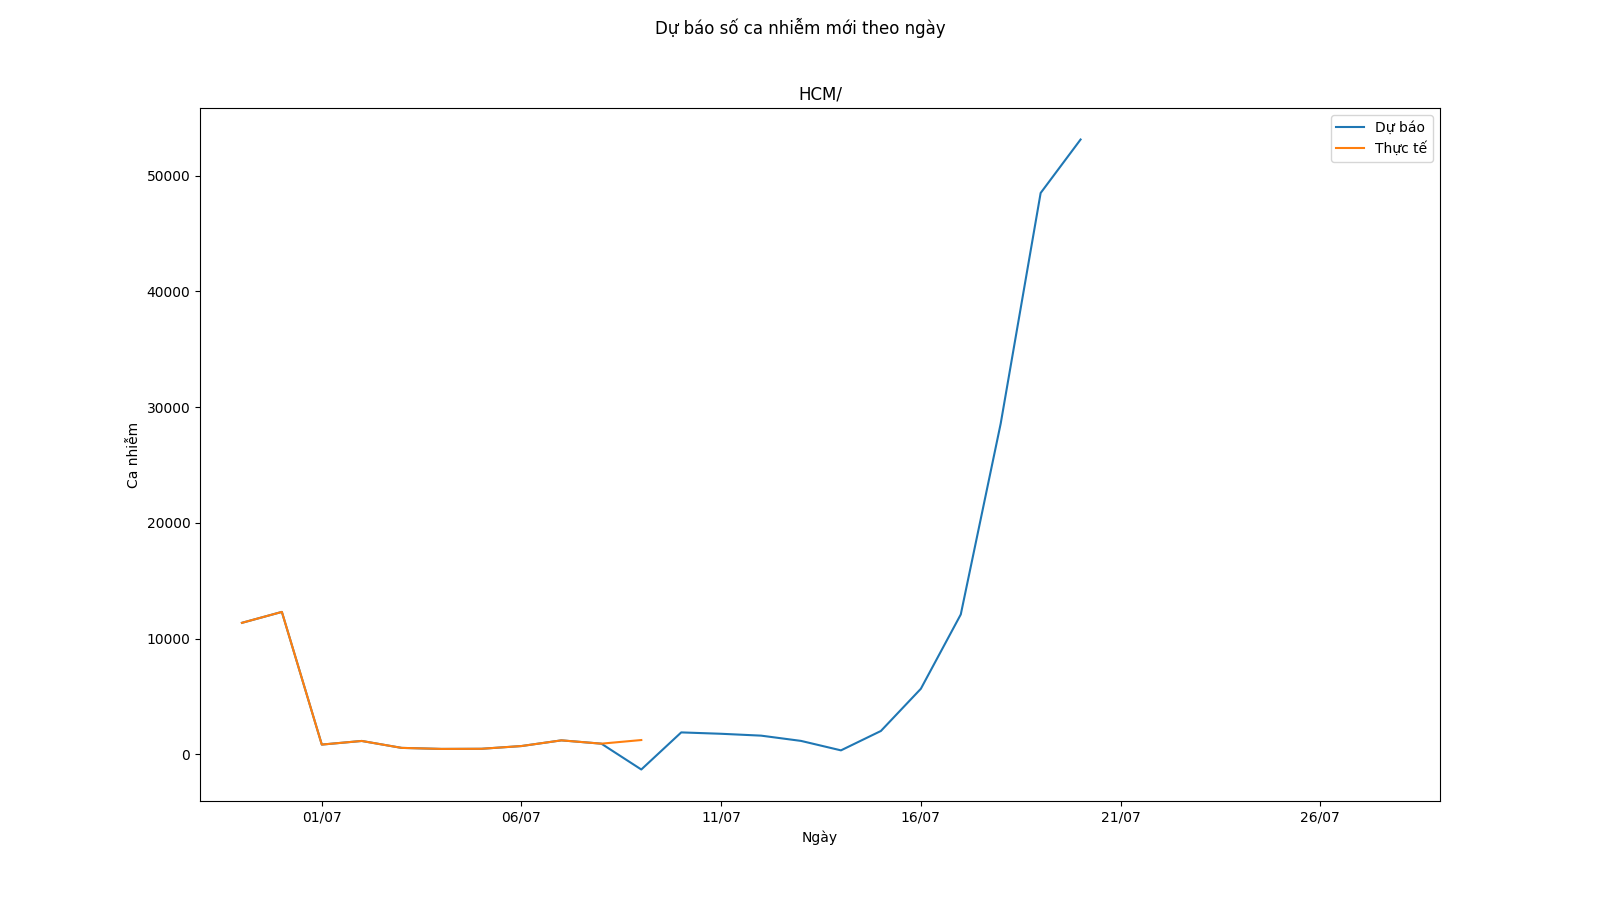 Dự báo số ca nhiễm mới theo ngày
HCM/
Dự báo
Thực tế
50000
40000
30000
20000
10000
0
Ca nhiễm
01/07
06/07
11/07
16/07
21/07
26/07
Ngày